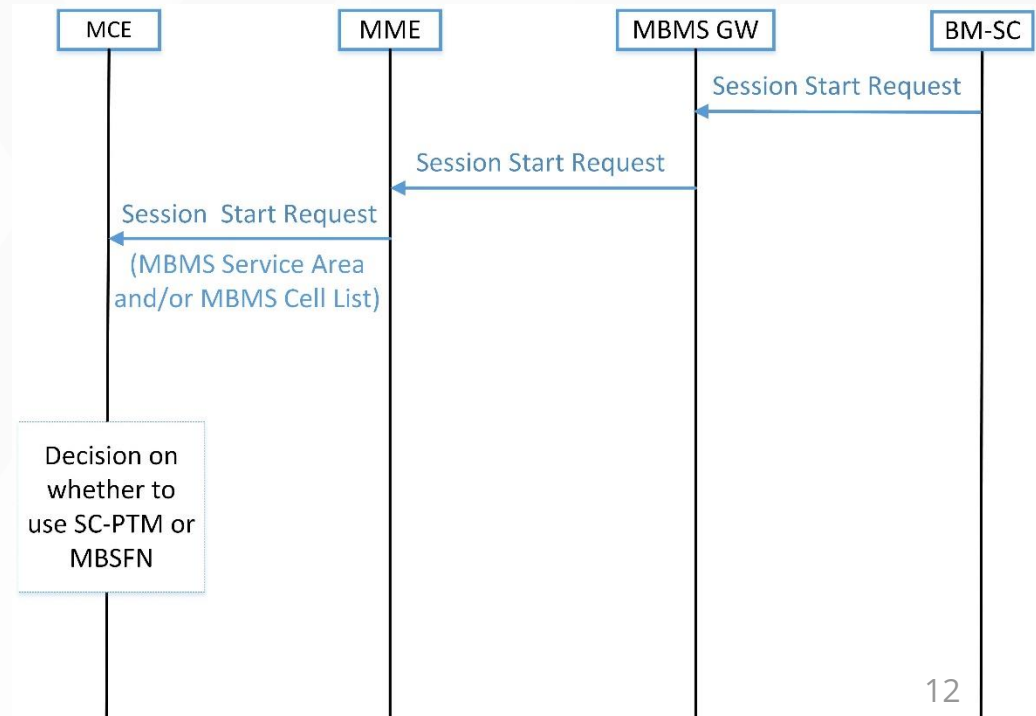 MCE
MME
MBMS GW
BM-SC
Session Start Request
Session Start Request
Session Start Request
(MBMS Service Area
and/or MBMS Cell List)
Decision on
whether to
use SC-PTM or
MBSFN
12